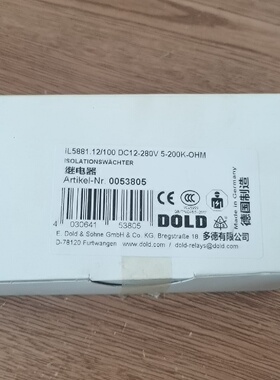 IL5881.12/100 DC12-280V 5-200K-OHM
ISOLATIONSWÄCHTER
继电器
Artikel-Nr. 0053805
4 030641 53805
DOLD
Made in Germany
德国制造
E. Dold & Söhne GmbH & Co. KG, Bregstraße 18 多德有限公司
D-78120 Furtwangen www.dold.com / dold-relays@dold.com